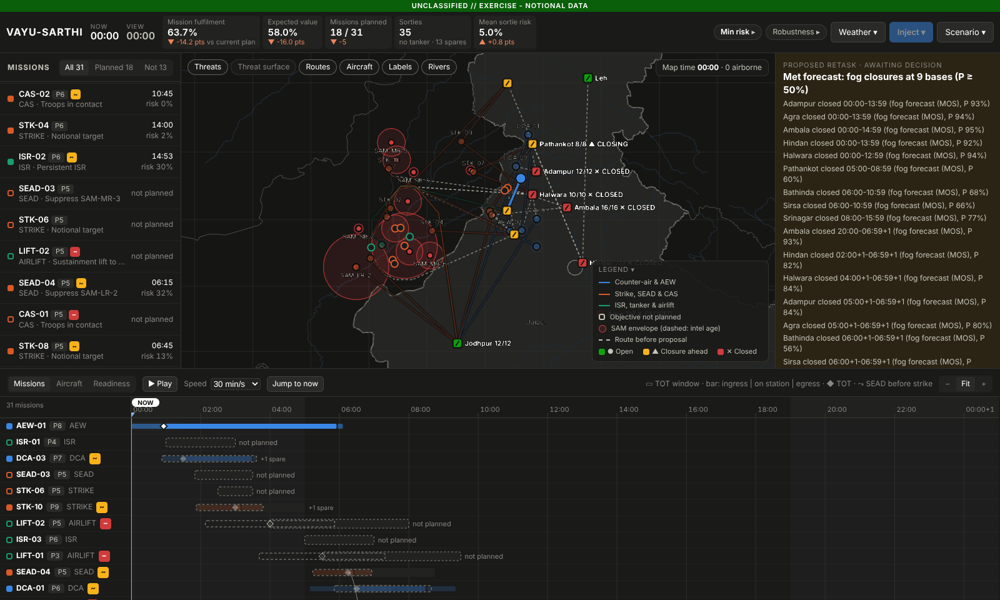 UNCLASSIFIED // EXERCISE - NOTIONAL DATA
VAYU-SARTHI
NOW
00:00
VIEW
00:00
Mission fulfilment
63.7%
▼ -14.2 pts vs current plan
Expected value
58.0%
▼ -16.0 pts
Missions planned
18 / 31
▼ -5
Sorties
35
no tanker · 13 spares
Mean sortie risk
5.0%
▲ +0.8 pts
Min risk ▸
Robustness ▸
Weather ▾
Inject ▾
Scenario ▾
MISSIONS
All 31
Planned 18
Not 13
CAS-02 P6 ~ 10:45
CAS · Troops in contact risk 0%
STK-04 P6 14:00
STRIKE · Notional target risk 2%
ISR-02 P6 ~ 14:53
ISR · Persistent ISR risk 30%
SEAD-03 P5 not planned
SEAD · Suppress SAM-MR-3
STK-06 P5 not planned
STRIKE · Notional target
LIFT-02 P5 − not planned
AIRLIFT · Sustainment lift to ...
SEAD-04 P5 ~ 06:15
SEAD · Suppress SAM-LR-2 risk 32%
CAS-01 P5 − not planned
CAS · Troops in contact
STK-08 P5 ~ 06:45
STRIKE · Notional target risk 13%
Threats
Threat surface
Routes
Aircraft
Labels
Rivers
Map time 00:00 · 0 airborne
Leh
DCA-01
STK-09
Pathankot 8/8 ▲ CLOSING
DCA-03
STK-07
Adampur 12/12 ✕ CLOSED
Halwara 10/10 ✕ CLOSED
Ambala 16/16 ✕ CLOSED
STK-02
STK-04
AEW-02
SAM-LR-2
Jaipur
Jodhpur 12/12
LEGEND ▾
Counter-air & AEW
Strike, SEAD & CAS
ISR, tanker & airlift
Objective not planned
SAM envelope (dashed: intel age)
Route before proposal
● Open ▲ Closure ahead ✕ Closed
PROPOSED RETASK · AWAITING DECISION
Met forecast: fog closures at 9 bases (P ≥
50%)
Adampur closed 00:00-13:59 (fog forecast (MOS), P 93%)
Agra closed 00:00-13:59 (fog forecast (MOS), P 94%)
Ambala closed 00:00-14:59 (fog forecast (MOS), P 95%)
Hindan closed 00:00-13:59 (fog forecast (MOS), P 92%)
Halwara closed 00:00-12:59 (fog forecast (MOS), P 94%)
Pathankot closed 05:00-08:59 (fog forecast (MOS), P
60%)
Bathinda closed 06:00-10:59 (fog forecast (MOS), P 68%)
Sirsa closed 06:00-10:59 (fog forecast (MOS), P 66%)
Srinagar closed 08:00-15:59 (fog forecast (MOS), P 77%)
Ambala closed 20:00-06:59+1 (fog forecast (MOS), P
93%)
Hindan closed 02:00+1-06:59+1 (fog forecast (MOS), P
82%)
Halwara closed 04:00+1-06:59+1 (fog forecast (MOS), P
84%)
Adampur closed 05:00+1-06:59+1 (fog forecast (MOS), P
84%)
Agra closed 05:00+1-06:59+1 (fog forecast (MOS), P 80%)
Bathinda closed 06:00+1-06:59+1 (fog forecast (MOS), P
56%)
Sirsa closed 06:00+1-06:59+1 (fog forecast (MOS), P
Missions
Aircraft
Readiness
▶ Play
Speed 30 min/s
Jump to now
▭ TOT window · bar: ingress | on station | egress · ◆ TOT · ⤳ SEAD before strike
− Fit +
31 missions
NOW
00:00 02:00 04:00 06:00 08:00 10:00 12:00 14:00 16:00 18:00 20:00 22:00 00:00+1
AEW-01 P8 AEW
ISR-01 P4 ISR not planned
DCA-03 P7 DCA ~ +1 spare
SEAD-03 P5 SEAD not planned
STK-06 P5 STRIKE not planned
STK-10 P9 STRIKE ~ +1 spare
LIFT-02 P5 AIRLIFT − not planned
ISR-03 P6 ISR not planned
LIFT-01 P3 AIRLIFT − not planned
SEAD-04 P5 SEAD ~
DCA-01 P6 DCA ~